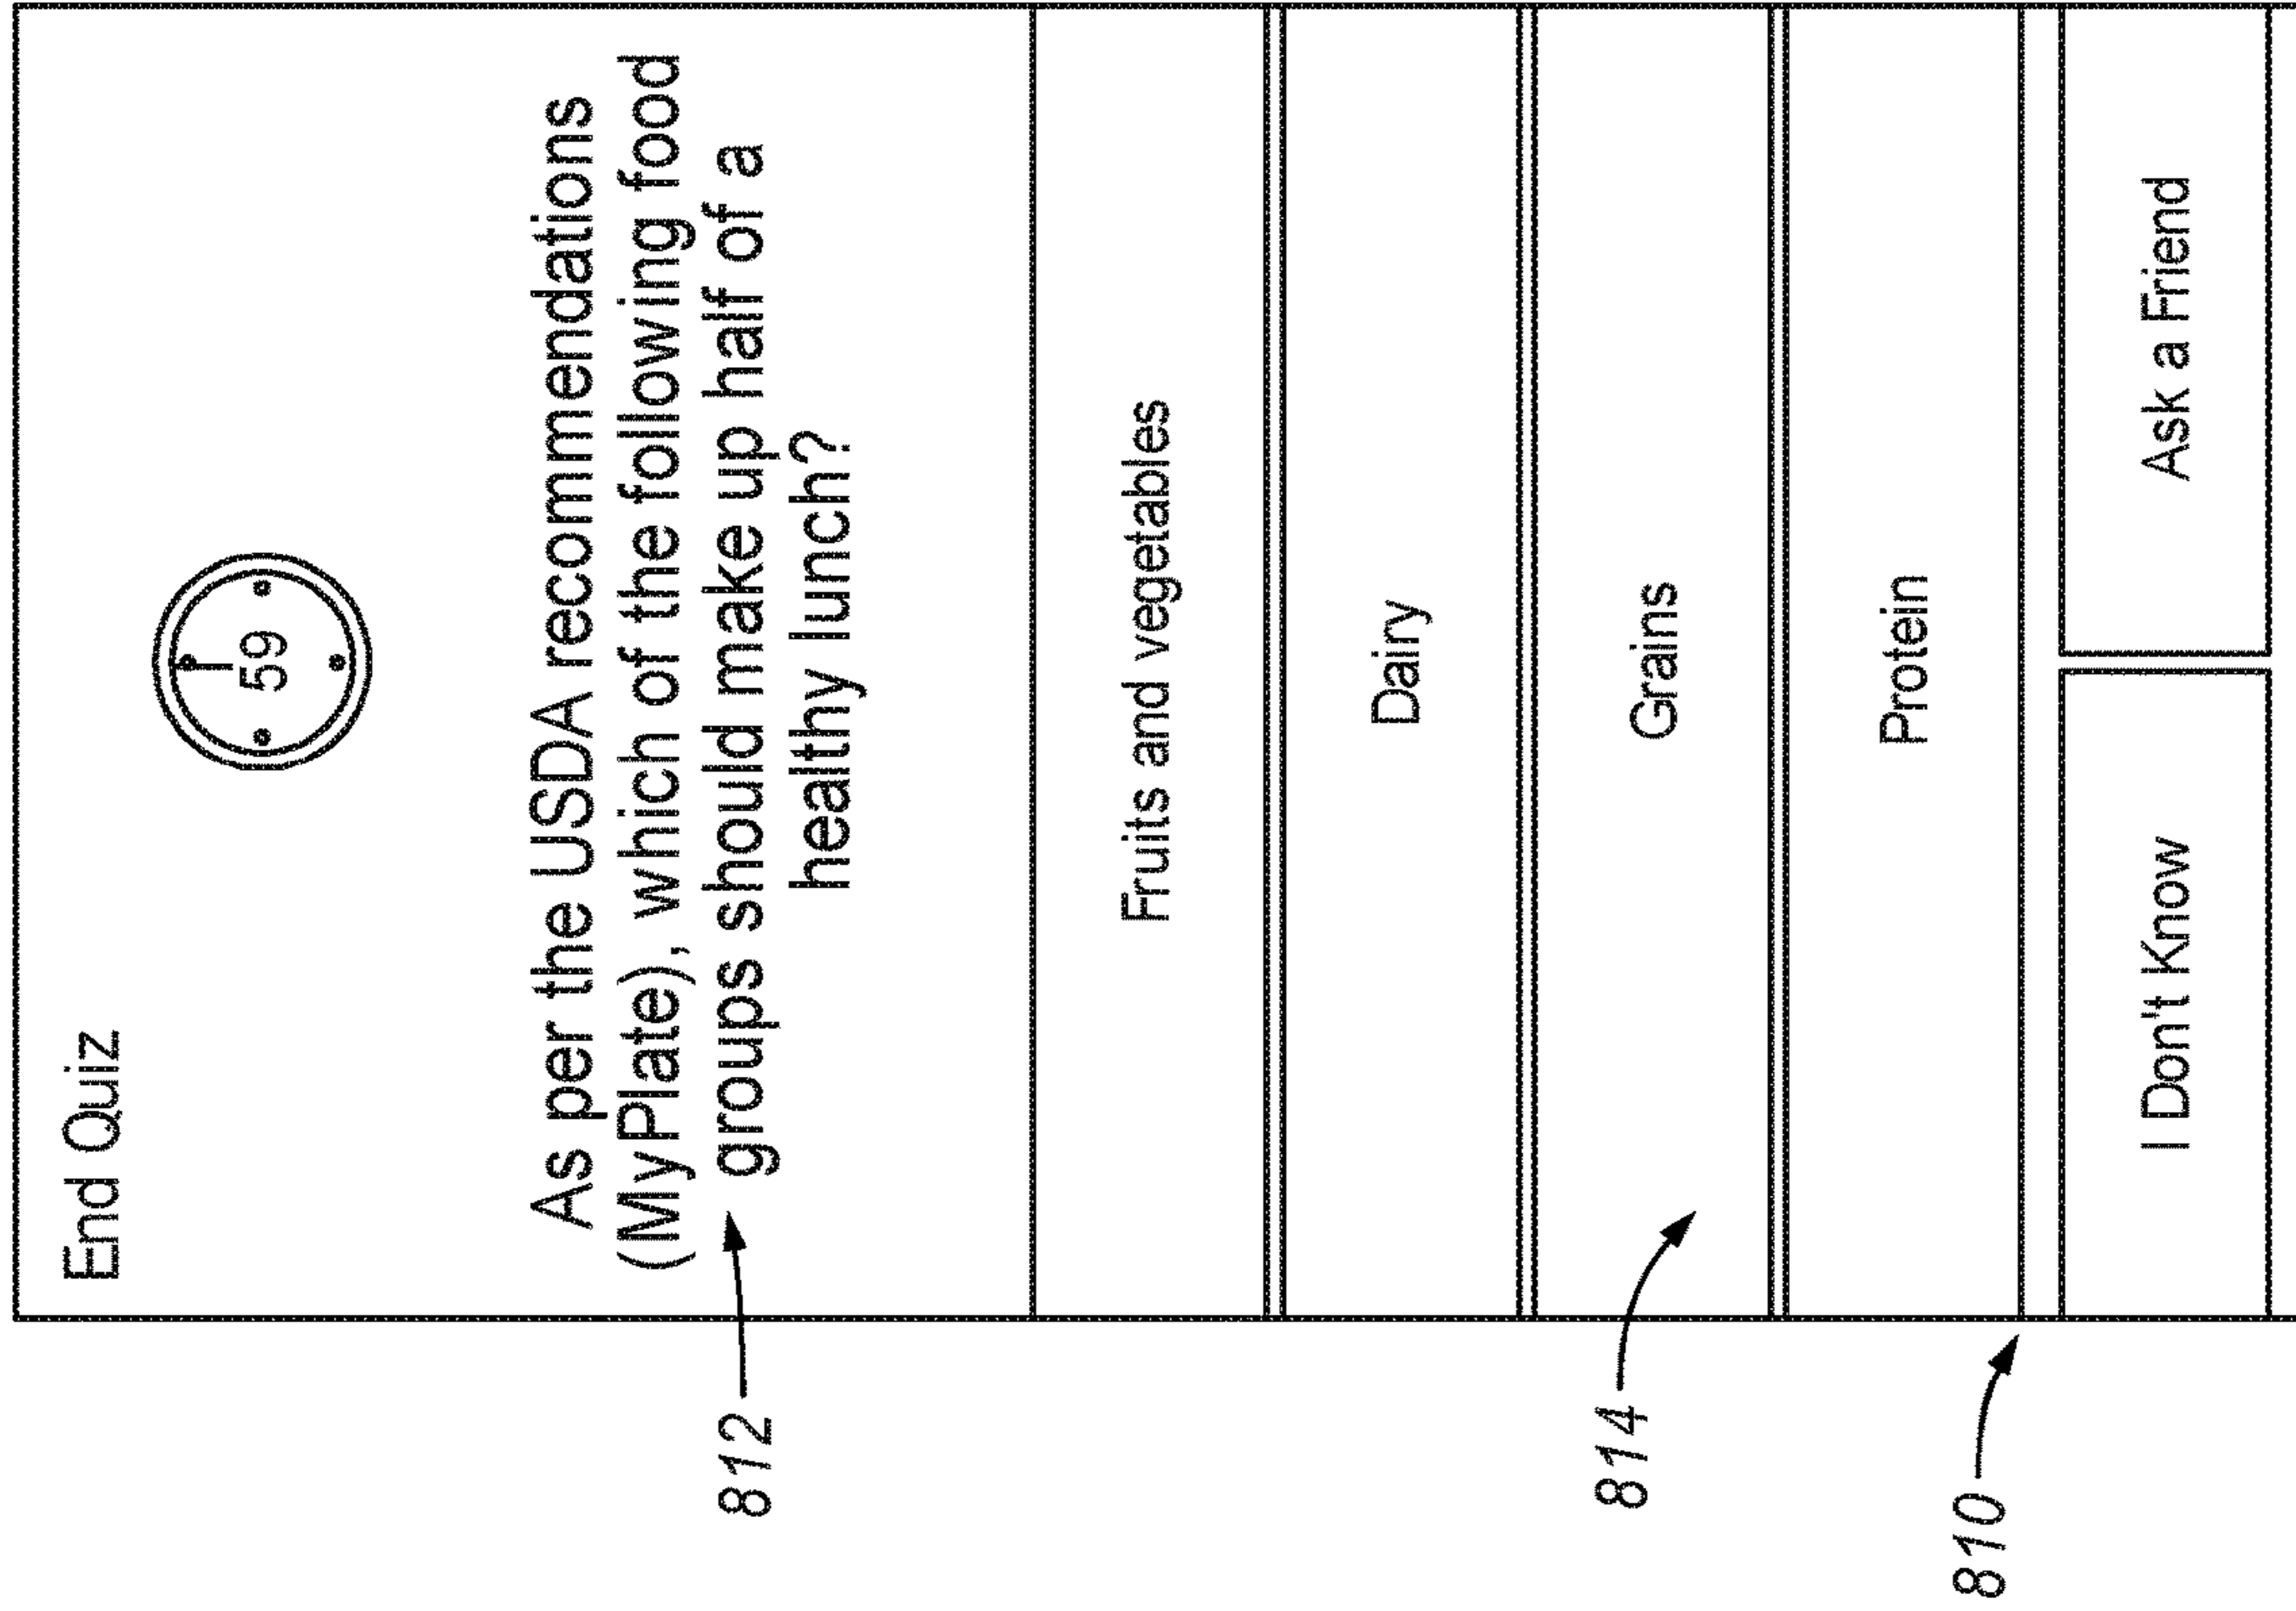 End Quiz
59
As per the USDA recommendations
(MyPlate), which of the following food
groups should make up half of a
healthy lunch?
812
Fruits and vegetables
Dairy
Grains
814
Protein
810
I Don't Know
Ask a Friend